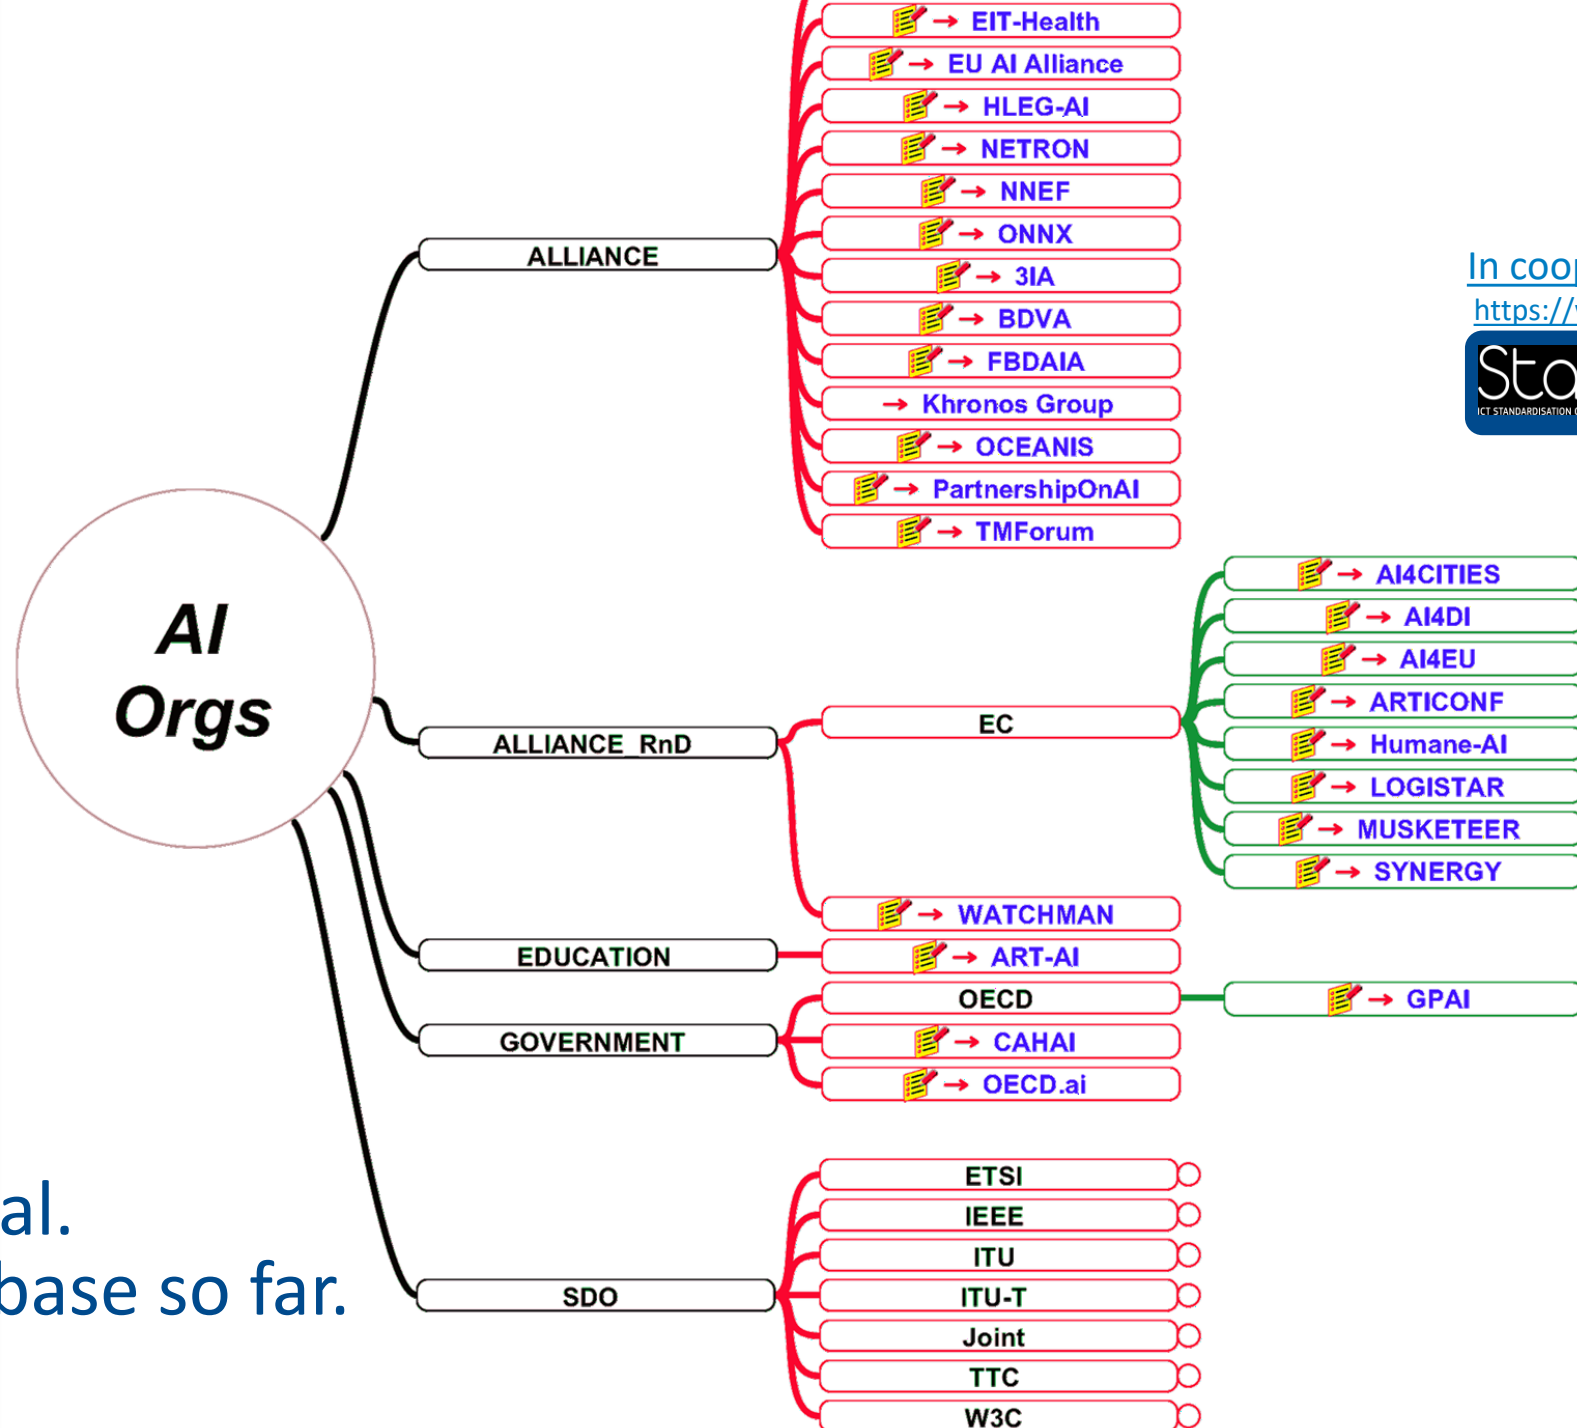 EIT-Health
EU AI Alliance
HLEG-AI
NETRON
NNEF
ONNX
3IA
BDVA
FBDAIA
Khronos Group
OCEANIS
PartnershipOnAI
TMForum
ALLIANCE
In coop
https://
Sta
ICT STANDARDISATION
AI
Orgs
ALLIANCE_RnD
EC
AI4CITIES
AI4DI
AI4EU
ARTICONF
Humane-AI
LOGISTAR
MUSKETEER
SYNERGY
WATCHMAN
EDUCATION
ART-AI
GOVERNMENT
OECD
GPAI
CAHAI
OECD.ai
al.
base so far.
SDO
ETSI
IEEE
ITU
ITU-T
Joint
TTC
W3C